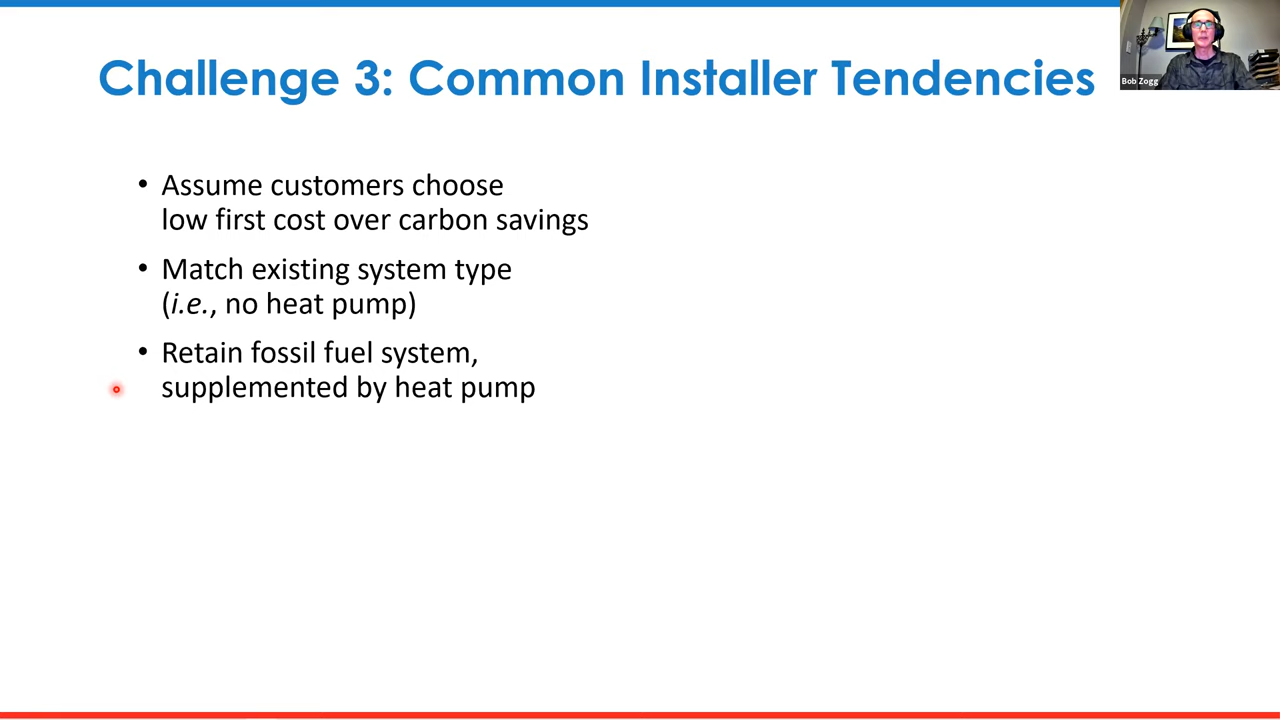 Challenge 3: Common Installer Tendencies
Bob Zogg
• Assume customers choose
low first cost over carbon savings
• Match existing system type
(i.e., no heat pump)
• Retain fossil fuel system,
supplemented by heat pump